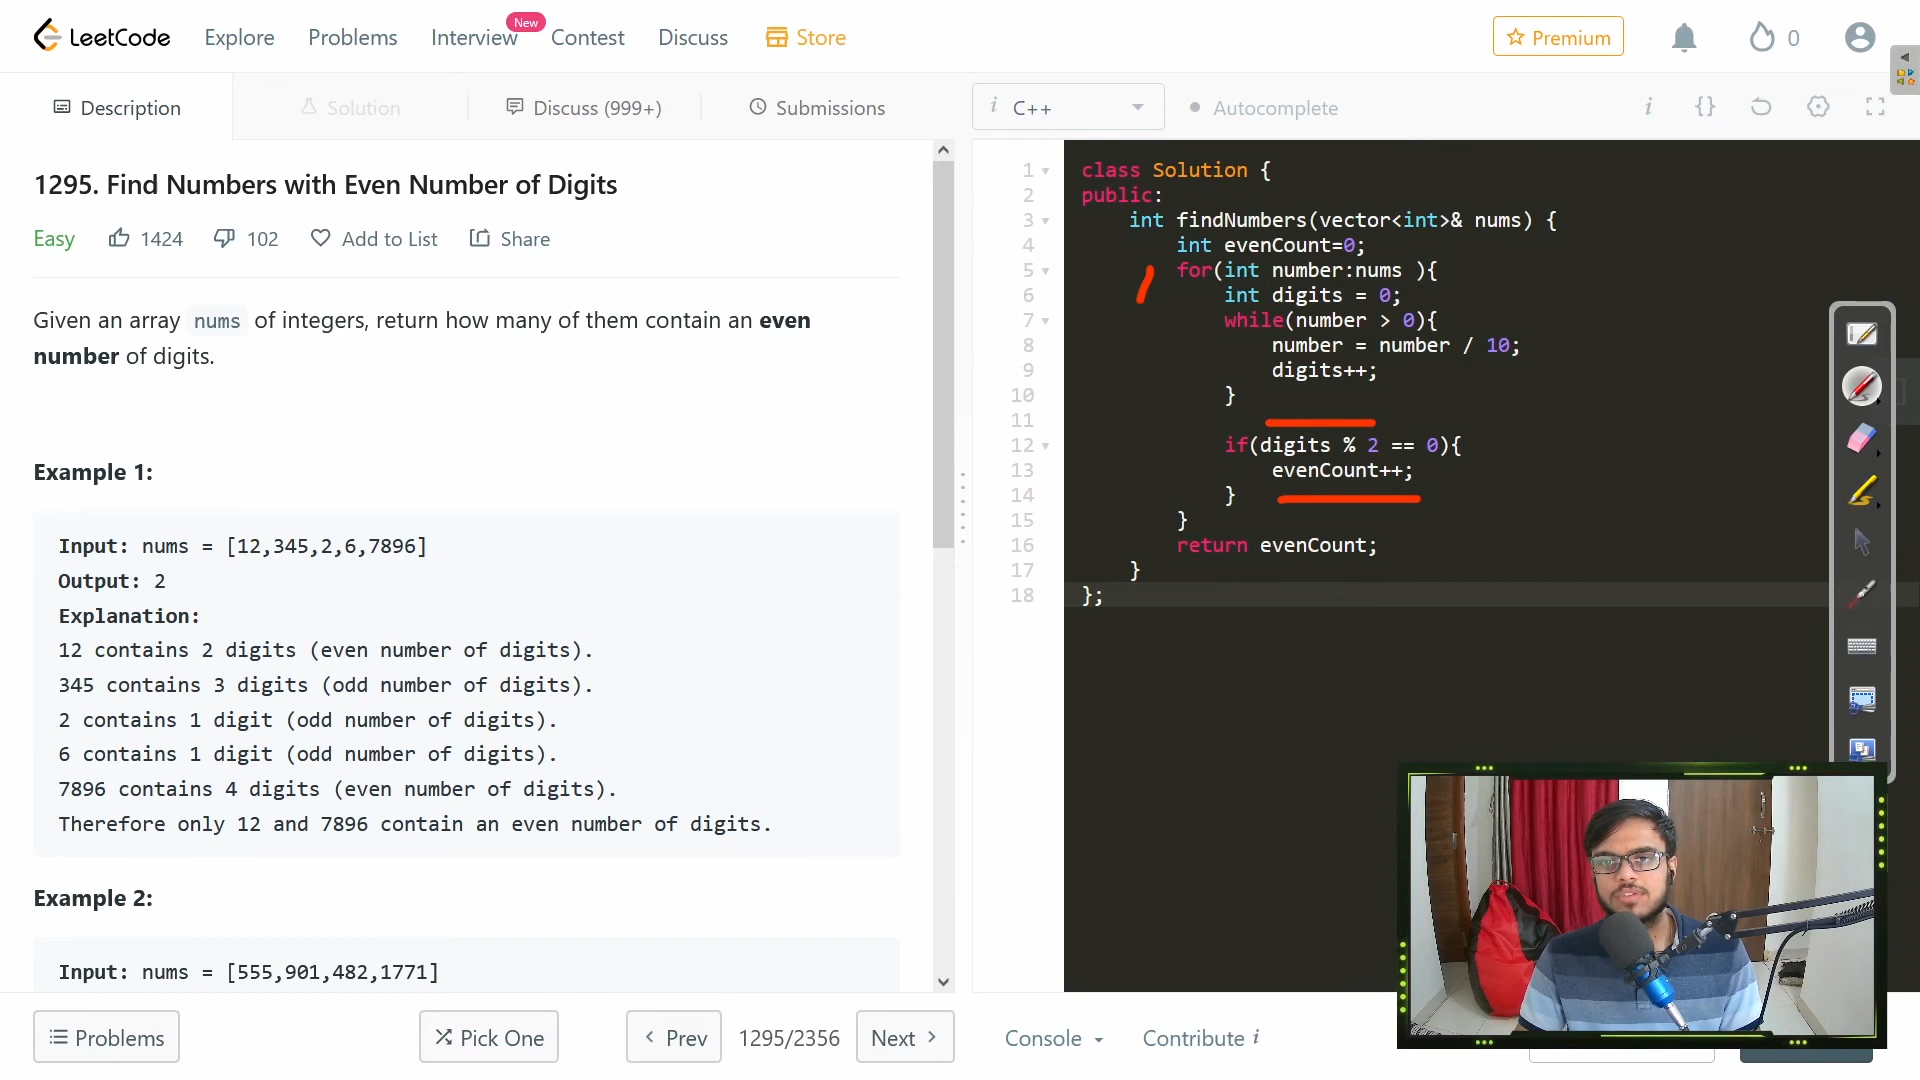 LeetCode Explore Problems Interview New Contest Discuss Store Premium 0
Description Solution Discuss (999+) Submissions
1295. Find Numbers with Even Number of Digits
Easy 1424 102 Add to List Share
Given an array nums of integers, return how many of them contain an even
number of digits.
Example 1:
Input: nums = [12,345,2,6,7896]
Output: 2
Explanation:
12 contains 2 digits (even number of digits).
345 contains 3 digits (odd number of digits).
2 contains 1 digit (odd number of digits).
6 contains 1 digit (odd number of digits).
7896 contains 4 digits (even number of digits).
Therefore only 12 and 7896 contain an even number of digits.
Example 2:
Input: nums = [555,901,482,1771]
Problems Pick One Prev 1295/2356 Next
i C++ Autocomplete i {}
1 class Solution {
2 public:
3 int findNumbers(vector<int>& nums) {
4 int evenCount=0;
5 for(int number:nums ){
6 int digits = 0;
7 while(number > 0){
8 number = number / 10;
9 digits++;
10 }
11
12 if(digits % 2 == 0){
13 evenCount++;
14 }
15 }
16 return evenCount;
17 }
18 };
Console Contribute i